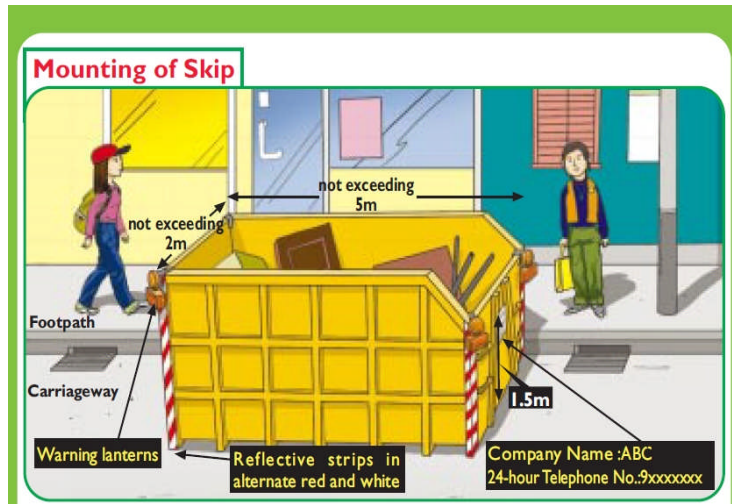 Mounting of Skip
not exceeding
5m
not exceeding
2m
Footpath
Carriageway
1.5m
Warning lanterns
Reflective strips in
alternate red and white
Company Name :ABC
24-hour Telephone No.:9xxxxxxx